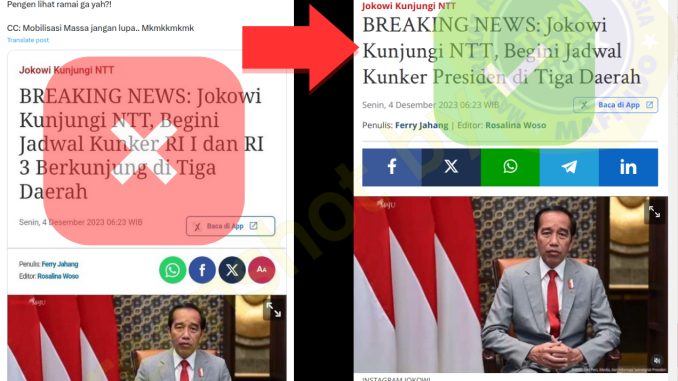 Pengen lihat ramai ga yah?!
CC: Mobilisasi Massa jangan lupa.. Mkmkkmkmk
Translate post
Jokowi Kunjungi NTT
BREAKING NEWS: Jokowi
Kunjungi NTT, Begini
Jadwal Kunker RI I dan RI
3 Berkunjung di Tiga
Daerah
Senin, 4 Desember 2023 06:23 WIB
Baca di App
Penulis: Ferry Jahang
Editor: Rosalina Woso
AA
MAJU
Jokowi Kunjungi NTT
BREAKING NEWS: Jokowi
Kunjungi NTT, Begini Jadwal
Kunker Presiden di Tiga Daerah
Senin, 4 Desember 2023 06:23 WIB
Baca di App
Penulis: Ferry Jahang | Editor: Rosalina Woso
MAFINDO
MAJU
INSTAGRAM JOKOWI